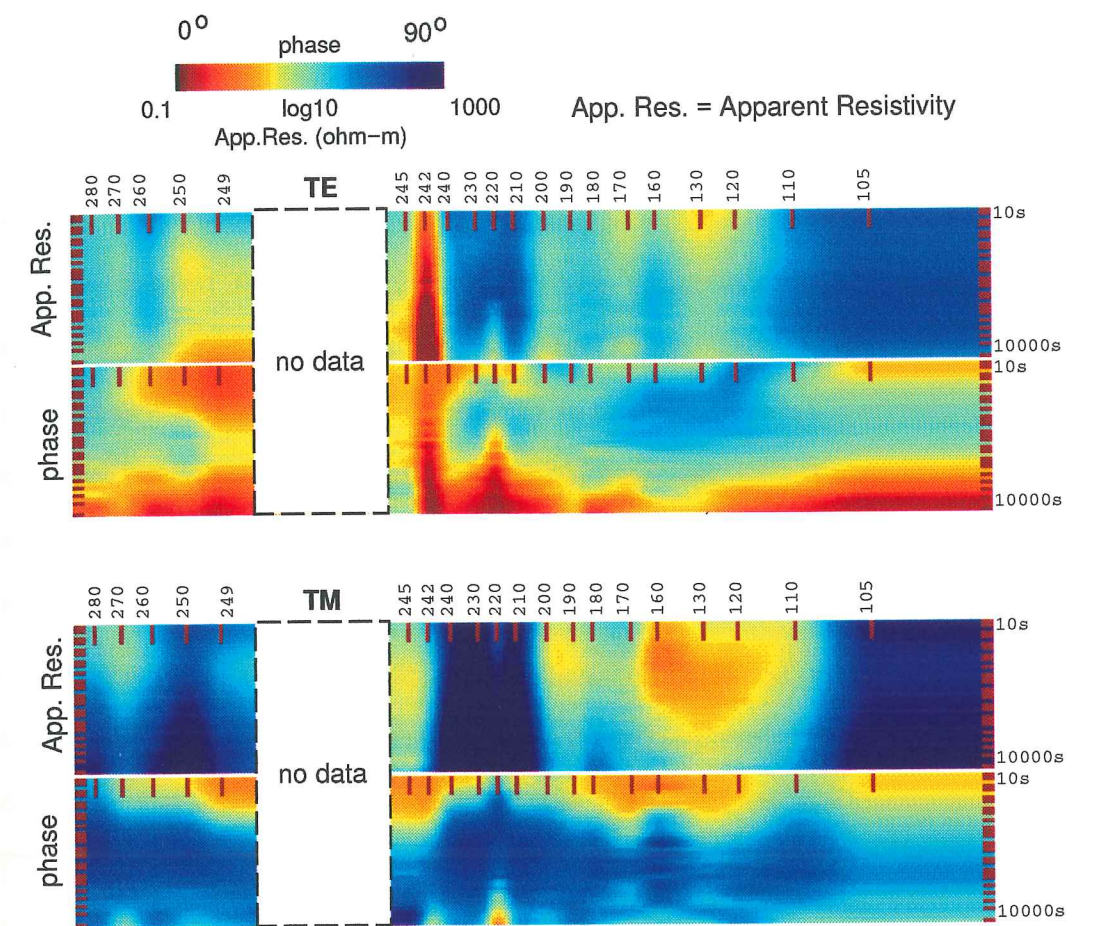 0° 90°
phase
0.1 log10 1000
App.Res. (ohm-m)
App. Res. = Apparent Resistivity
280 270 260 250 249 TE 245 242 240 230 220 210 200 190 180 170 160 130 120 110 105
App. Res.
10s
10000s
no data
phase
10s
10000s
280 270 260 250 249 TM 245 242 240 230 220 210 200 190 180 170 160 130 120 110 105
App. Res.
10s
10000s
no data
phase
10s
10000s